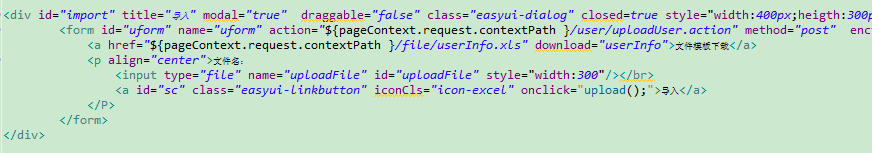 <div id="import" title="导入" modal="true"  draggable="false" class="easyui-dialog" closed=true style="width:400px;heigth:300p
<form id="uform" name="uform" action="${pageContext.request.contextPath }/user/uploadUser.action" method="post"  enc
<a href="${pageContext.request.contextPath }/file/userInfo.xls" download="userInfo">文件模板下载</a>
<p align="center">文件名:
<input type="file" name="uploadFile" id="uploadFile" style="width:300"/></br>
<a id="sc" class="easyui-linkbutton" iconCls="icon-excel" onclick="upload();">导入</a>
</P>
</form>
</div>